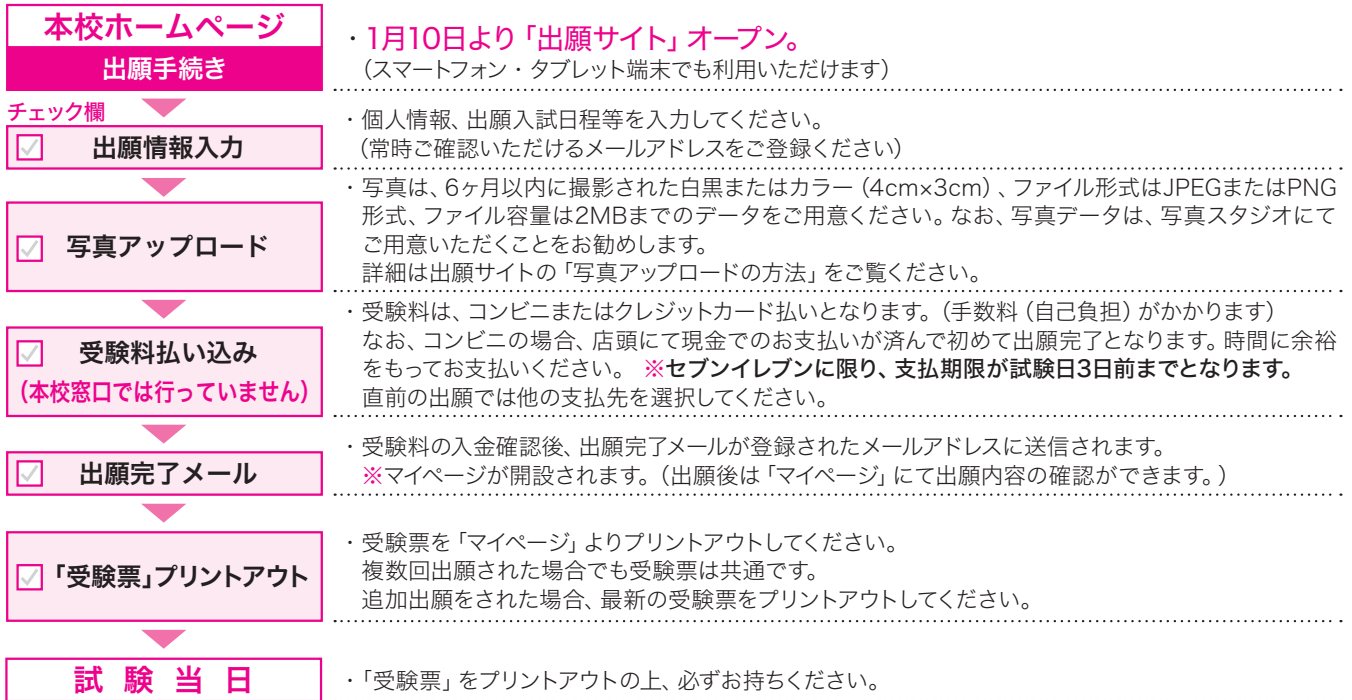 本校ホームページ
出願手続き
・1月10日より「出願サイト」オープン。
（スマートフォン・タブレット端末でも利用いただけます）
チェック欄
出願情報入力
・個人情報、出願入試日程等を入力してください。
（常時ご確認いただけるメールアドレスをご登録ください）
写真アップロード
・写真は、6ヶ月以内に撮影された白黒またはカラー（4cm×3cm）、ファイル形式はJPEGまたはPNG
形式、ファイル容量は2MBまでのデータをご用意ください。なお、写真データは、写真スタジオにて
ご用意いただくことをお勧めします。
詳細は出願サイトの「写真アップロードの方法」をご覧ください。
受験料払い込み
（本校窓口では行っていません）
・受験料は、コンビニまたはクレジットカード払いとなります。（手数料（自己負担）がかかります）
なお、コンビニの場合、店頭にて現金でのお支払いが済んで初めて出願完了となります。時間に余裕
をもってお支払いください。 ※セブンイレブンに限り、支払期限が試験日3日前までとなります。
直前の出願では他の支払先を選択してください。
出願完了メール
・受験料の入金確認後、出願完了メールが登録されたメールアドレスに送信されます。
※マイページが開設されます。（出願後は「マイページ」にて出願内容の確認ができます。）
「受験票」プリントアウト
・受験票を「マイページ」よりプリントアウトしてください。
複数回出願された場合でも受験票は共通です。
追加出願をされた場合、最新の受験票をプリントアウトしてください。
試験当日
・「受験票」をプリントアウトの上、必ずお持ちください。